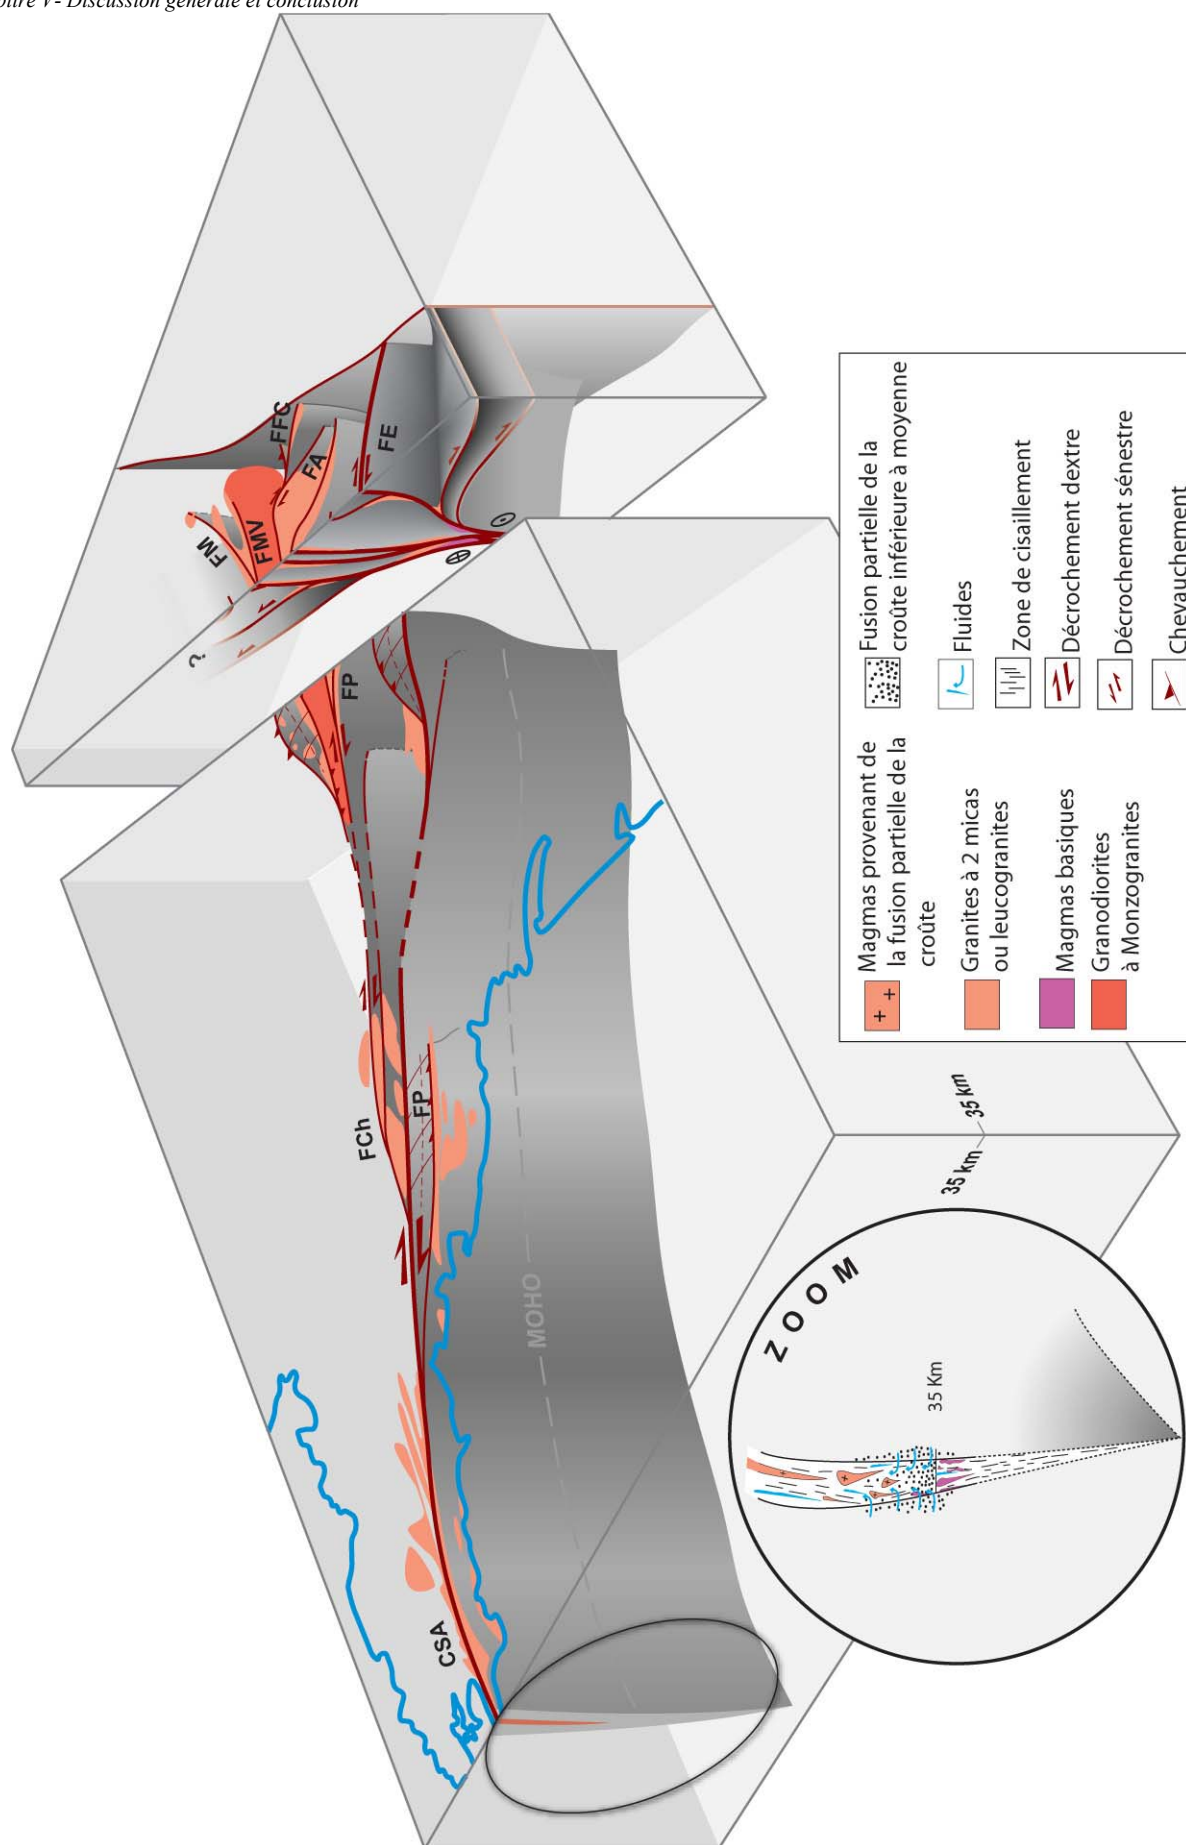 oitre V- Discussion générale et conclusion
FM
FMV
FFC
FA
FE
?
FP
FCh
FP
CSA
MOHO
35 km
35 km
ZOOM
35 Km
Magmas provenant de
la fusion partielle de la
croûte
Granites à 2 micas
ou leucogranites
Magmas basiques
Granodiorites
à Monzogranites
Fusion partielle de la
croûte inférieure à moyenne
Fluides
Zone de cisaillement
Décrochement dextre
Décrochement sénestre
Chevauchement